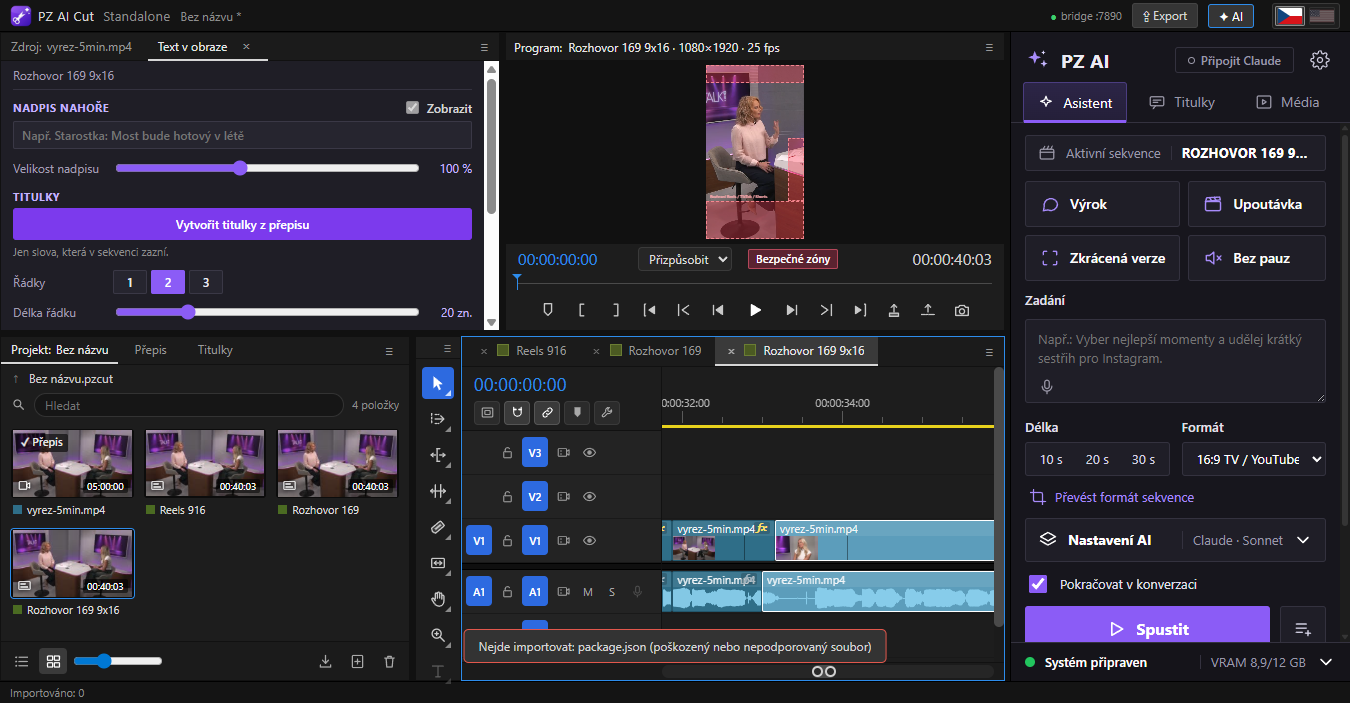 PZ AI Cut Standalone Bez názvu *
bridge :7890 Export AI
Zdroj: vyrez-5min.mp4 Text v obraze
Rozhovor 169 9x16
NADPIS NAHOŘE Zobrazit
Např. Starostka: Most bude hotový v létě
Velikost nadpisu 100 %
TITULKY
Vytvořit titulky z přepisu
Jen slova, která v sekvenci zazní.
Řádky 1 2 3
Délka řádku 20 zn.
Program: Rozhovor 169 9x16 · 1080×1920 · 25 fps
00:00:00:00 Přizpůsobit Bezpečné zóny 00:00:40:03
PZ AI Připojit Claude
Asistent Titulky Média
Aktivní sekvence ROZHOVOR 169 9...
Výrok Upoutávka
Zkrácená verze Bez pauz
Zadání
Např.: Vyber nejlepší momenty a udělej krátký
sestřih pro Instagram.
Délka Formát
10 s 20 s 30 s 16:9 TV / YouTube
Převést formát sekvence
Nastavení AI Claude · Sonnet
Pokračovat v konverzaci
Spustit
Systém připraven VRAM 8,9/12 GB
Projekt: Bez názvu Přepis Titulky
Bez názvu.pzcut
Hledat 4 položky
Přepis
05:00:00 00:40:03 00:40:03
vyrez-5min.mp4 Reels 916 Rozhovor 169
00:40:03
Rozhovor 169 9x16
Reels 916 Rozhovor 169 Rozhovor 169 9x16
00:00:00:00
0:00:32:00 00:00:34:00
V3
V2
V1 V1 vyrez-5min.mp4 fx vyrez-5min.mp4
A1 A1 M S vyrez-5min.mp4 fx vyrez-5min.mp4
Nejde importovat: package.json (poškozený nebo nepodporovaný soubor)
Importováno: 0